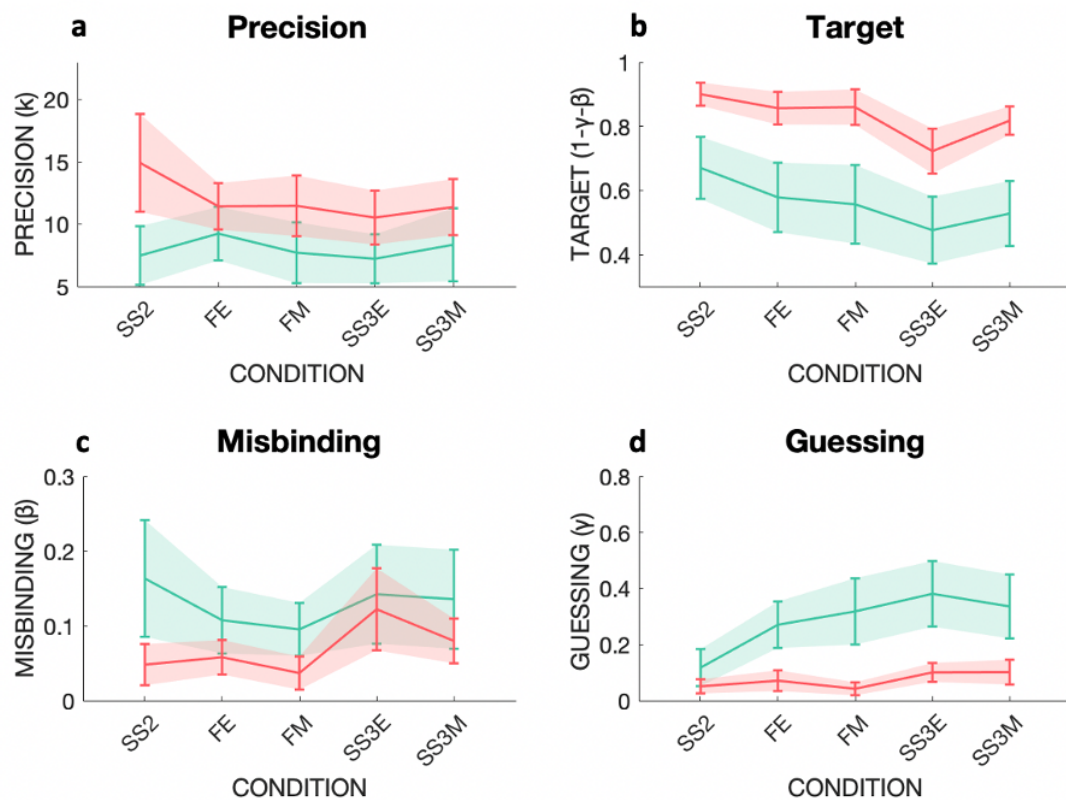 a Precision
PRECISION (k)
20
15
10
5
SS2 FE FM SS3E SS3M
CONDITION
b Target
TARGET (1-γ-β)
1
0.8
0.6
0.4
SS2 FE FM SS3E SS3M
CONDITION
c Misbinding
MISBINDING (β)
0.3
0.2
0.1
0
SS2 FE FM SS3E SS3M
CONDITION
d Guessing
GUESSING (γ)
0.8
0.6
0.4
0.2
0
SS2 FE FM SS3E SS3M
CONDITION